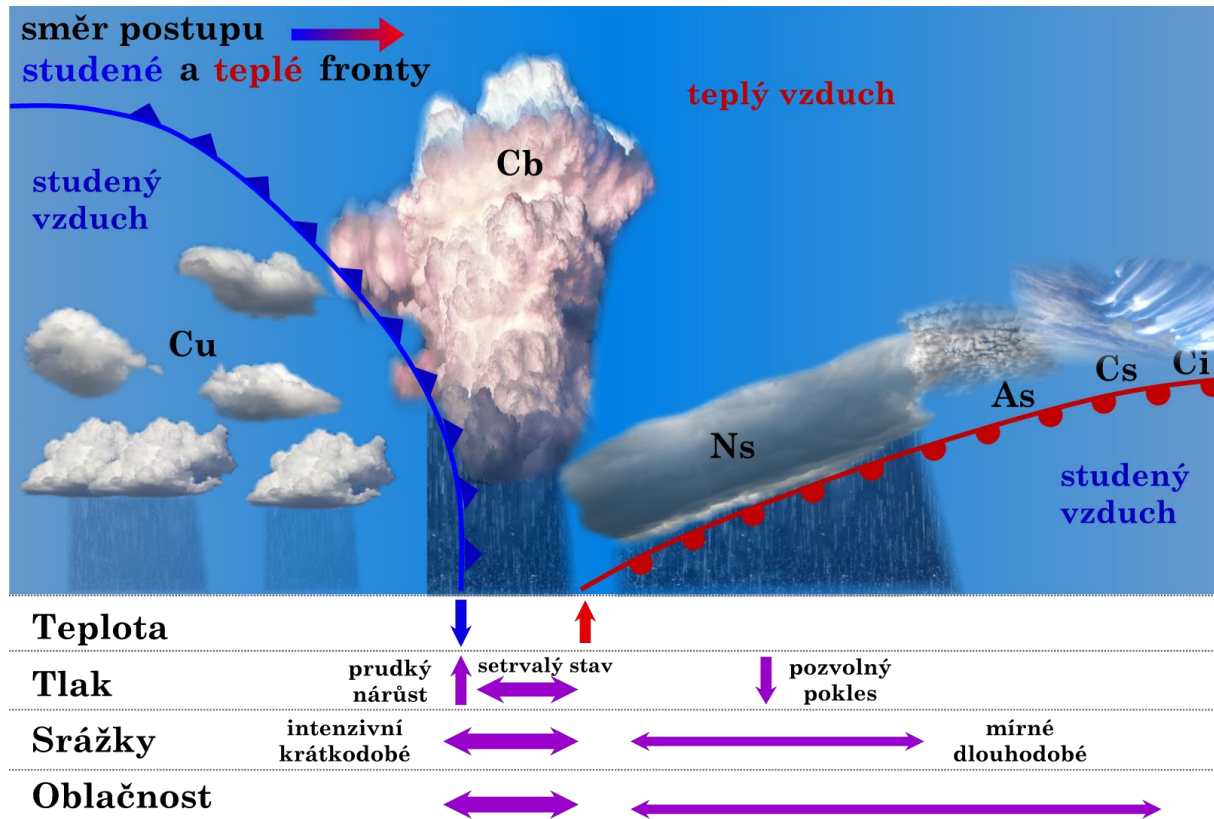 směr postupu
studené a teplé fronty
teplý vzduch
studený
vzduch
Cb
Cu
Ns
As
Cs
Ci
studený
vzduch
Teplota
Tlak
prudký
nárůst
setrvalý stav
pozvolný
pokles
Srážky
intenzivní
krátkodobé
mírné
dlouhodobé
Oblačnost